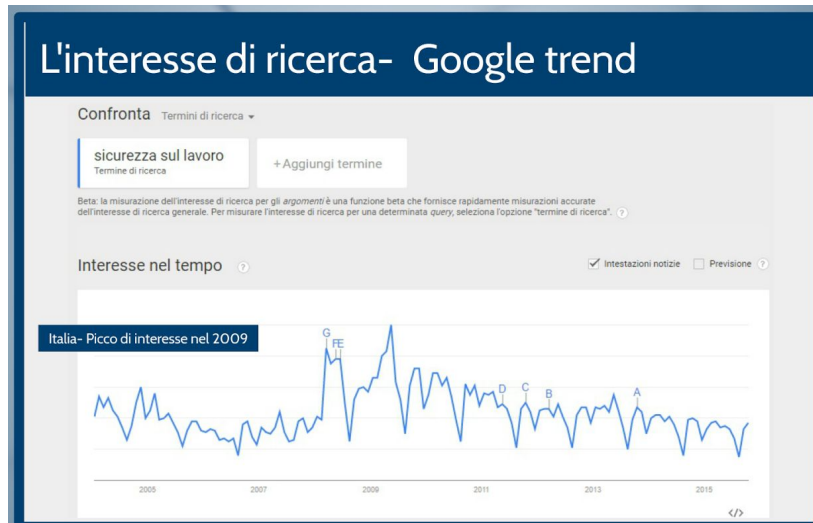 L'interesse di ricerca- Google trend
Confronta Termini di ricerca
sicurezza sul lavoro
Termine di ricerca
+Aggiungi termine
Beta: la misurazione dell'interesse di ricerca per gli argomenti è una funzione beta che fornisce rapidamente misurazioni accurate
dell'interesse di ricerca generale. Per misurare l'interesse di ricerca per una determinata query, seleziona l'opzione "termine di ricerca". ?
Interesse nel tempo ?
Intestazioni notizie Previsione ?
Italia- Picco di interesse nel 2009
G
F E
D C B A
2005 2007 2009 2011 2013 2015
</>